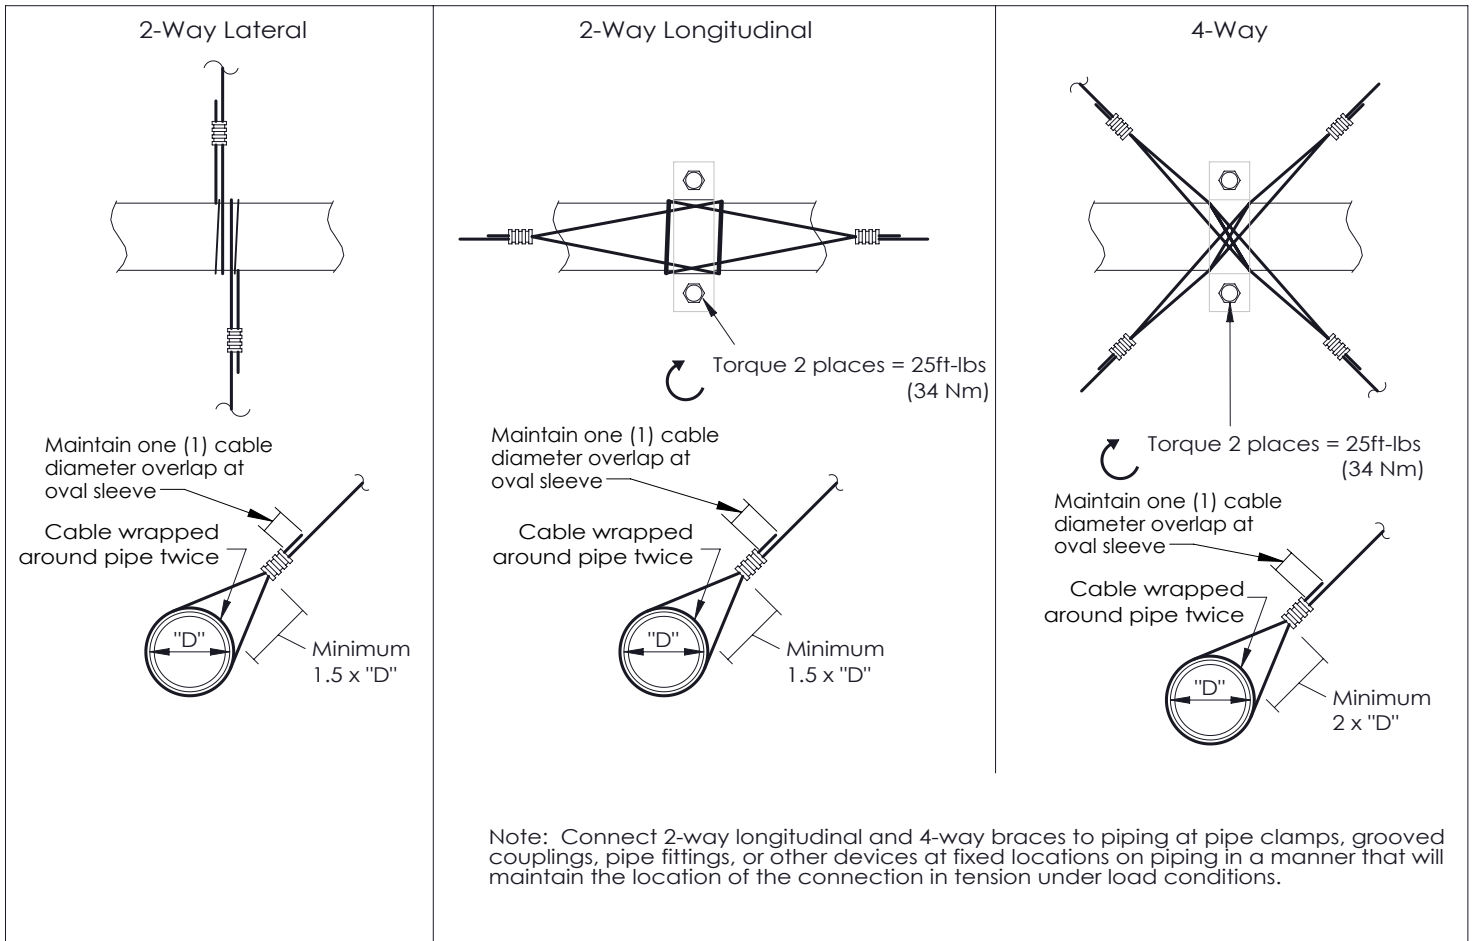 2-Way Lateral
Maintain one (1) cable
diameter overlap at
oval sleeve
Cable wrapped
around pipe twice
"D"
Minimum
1.5 x "D"
2-Way Longitudinal
Torque 2 places = 25ft-lbs
(34 Nm)
Maintain one (1) cable
diameter overlap at
oval sleeve
Cable wrapped
around pipe twice
"D"
Minimum
1.5 x "D"
4-Way
Torque 2 places = 25ft-lbs
(34 Nm)
Maintain one (1) cable
diameter overlap at
oval sleeve
Cable wrapped
around pipe twice
"D"
Minimum
2 x "D"
Note: Connect 2-way longitudinal and 4-way braces to piping at pipe clamps, grooved
couplings, pipe fittings, or other devices at fixed locations on piping in a manner that will
maintain the location of the connection in tension under load conditions.